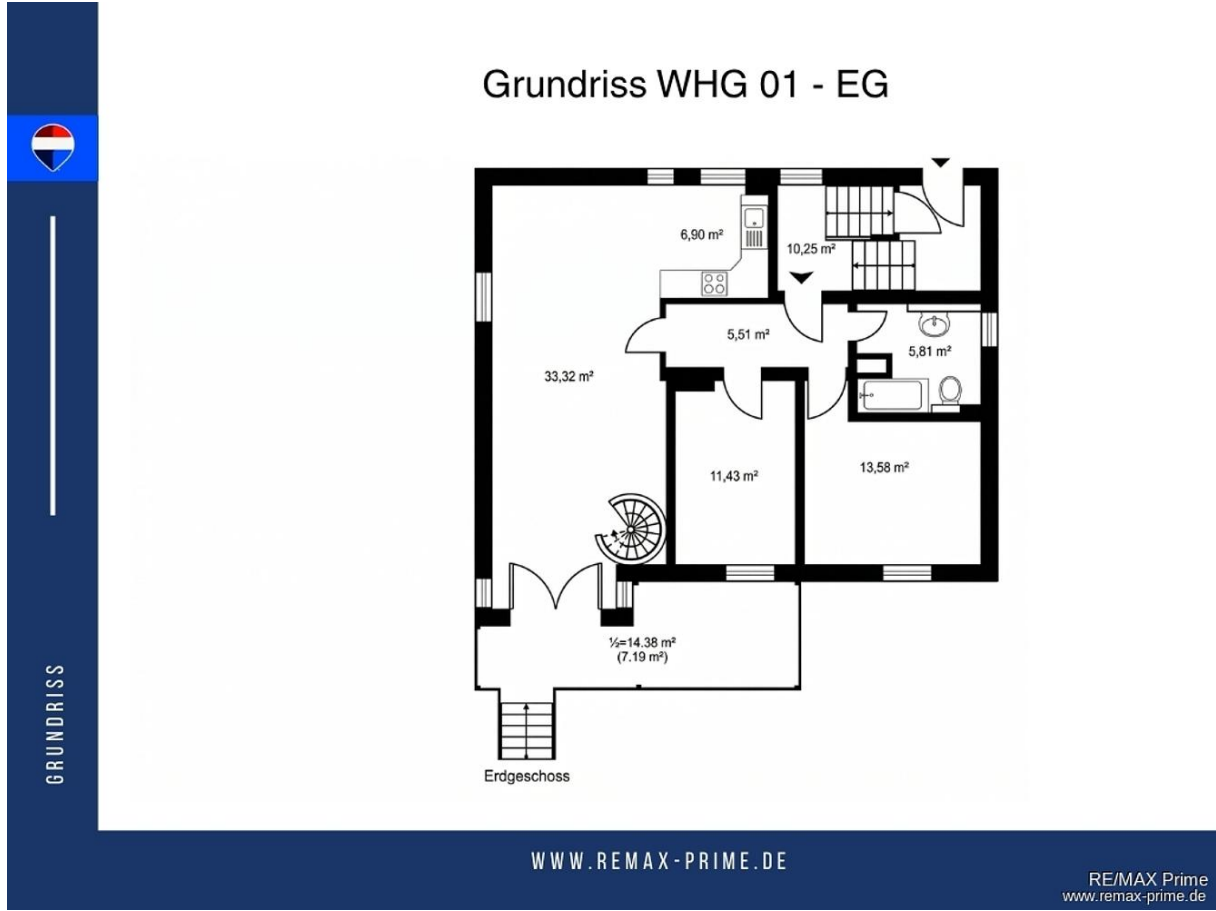 Grundriss WHG 01 - EG
6,90 m²
10,25 m²
5,51 m²
5,81 m²
33,32 m²
11,43 m²
13,58 m²
½=14.38 m²
(7.19 m²)
Erdgeschoss
GRUNDRISS
WWW.REMAX-PRIME.DE
RE/MAX Prime
www.remax-prime.de